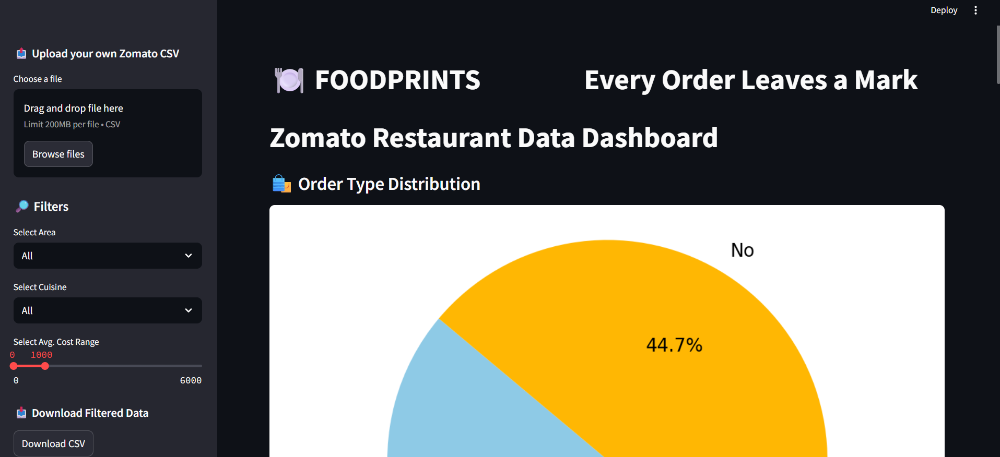 Deploy
Upload your own Zomato CSV
Choose a file
Drag and drop file here
Limit 200MB per file • CSV
Browse files
Filters
Select Area
All
Select Cuisine
All
Select Avg. Cost Range
0 1000
0 6000
Download Filtered Data
Download CSV
FOODPRINTS Every Order Leaves a Mark
Zomato Restaurant Data Dashboard
Order Type Distribution
No
44.7%